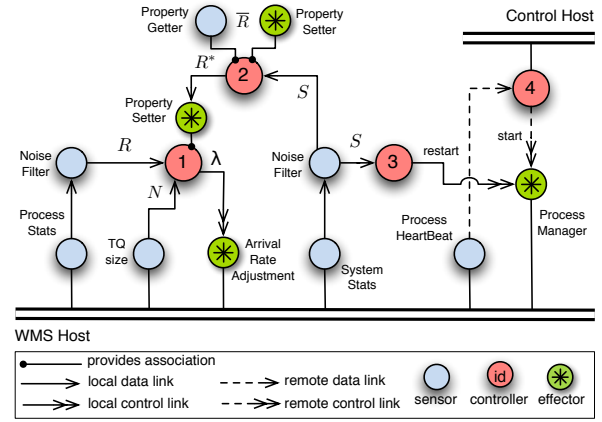 Property
Getter
R̅
Property
Setter
Control Host
2
R*
S
4
Property
Setter
start
Noise
Filter
R
1
λ
Noise
Filter
S
3
restart
N
Process
Stats
TQ
size
Arrival
Rate
Adjustment
System
Stats
Process
HeartBeat
Process
Manager
WMS Host
provides association
local data link
remote data link
local control link
remote control link
sensor
id
controller
effector